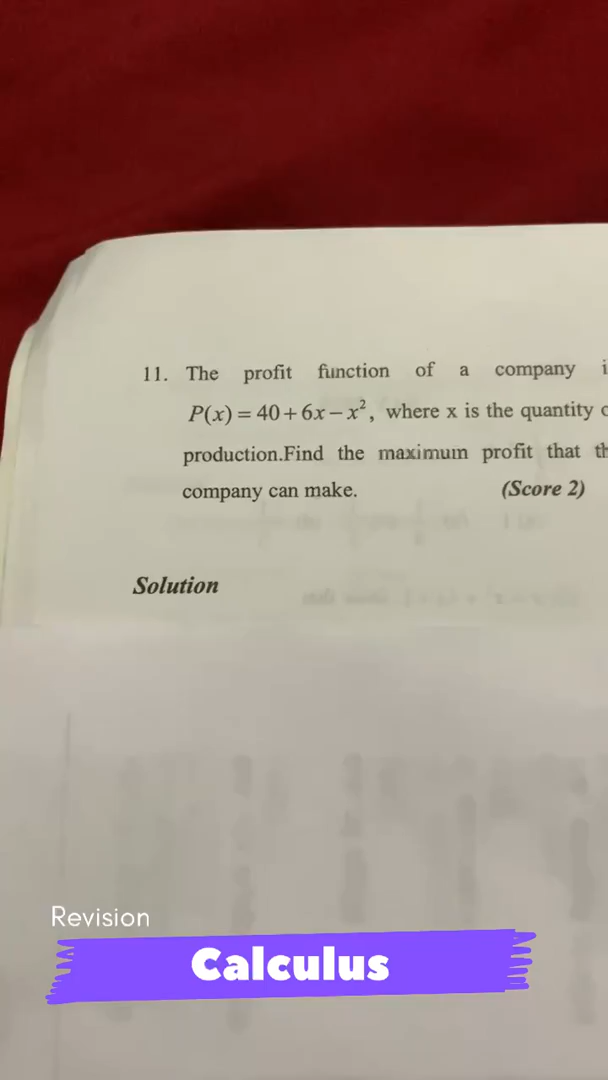 11. The profit function of a company i
P(x) = 40 + 6x − x², where x is the quantity o
production.Find the maximum profit that th
company can make. (Score 2)
Solution
Revision
Calculus